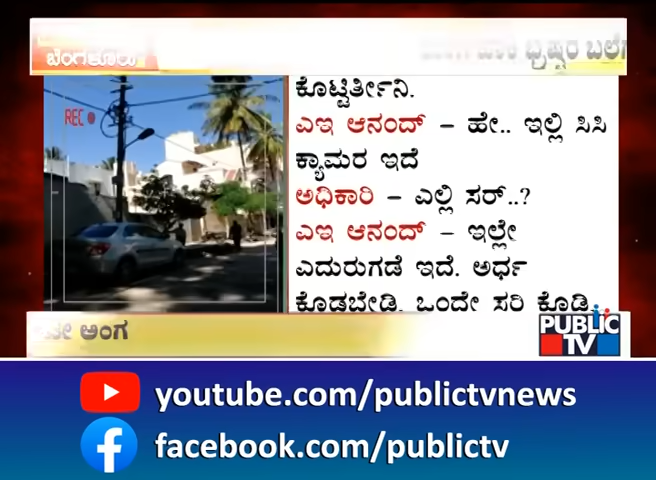 ಬೆಂಗಳೂರು
ಬಲೆಗೆ
REC
ಕೊಟ್ಟಿರ್ತೀನಿ.
ಎಇ ಆನಂದ್ – ಹೇ.. ಇಲ್ಲಿ ಸಿಸಿ
ಕ್ಯಾಮರ ಇದೆ
ಅಧಿಕಾರಿ – ಎಲ್ಲಿ ಸರ್..?
ಎಇ ಆನಂದ್ – ಇಲ್ಲೇ
ಎದುರುಗಡೆ ಇದೆ. ಅರ್ಧ
ಕೊಡಬೇಡಿ, ಒಂದೇ ಸರಿ ಕೊಡಿ.
ಅಂಗ
PUBLIC
TV
youtube.com/publictvnews
facebook.com/publictv